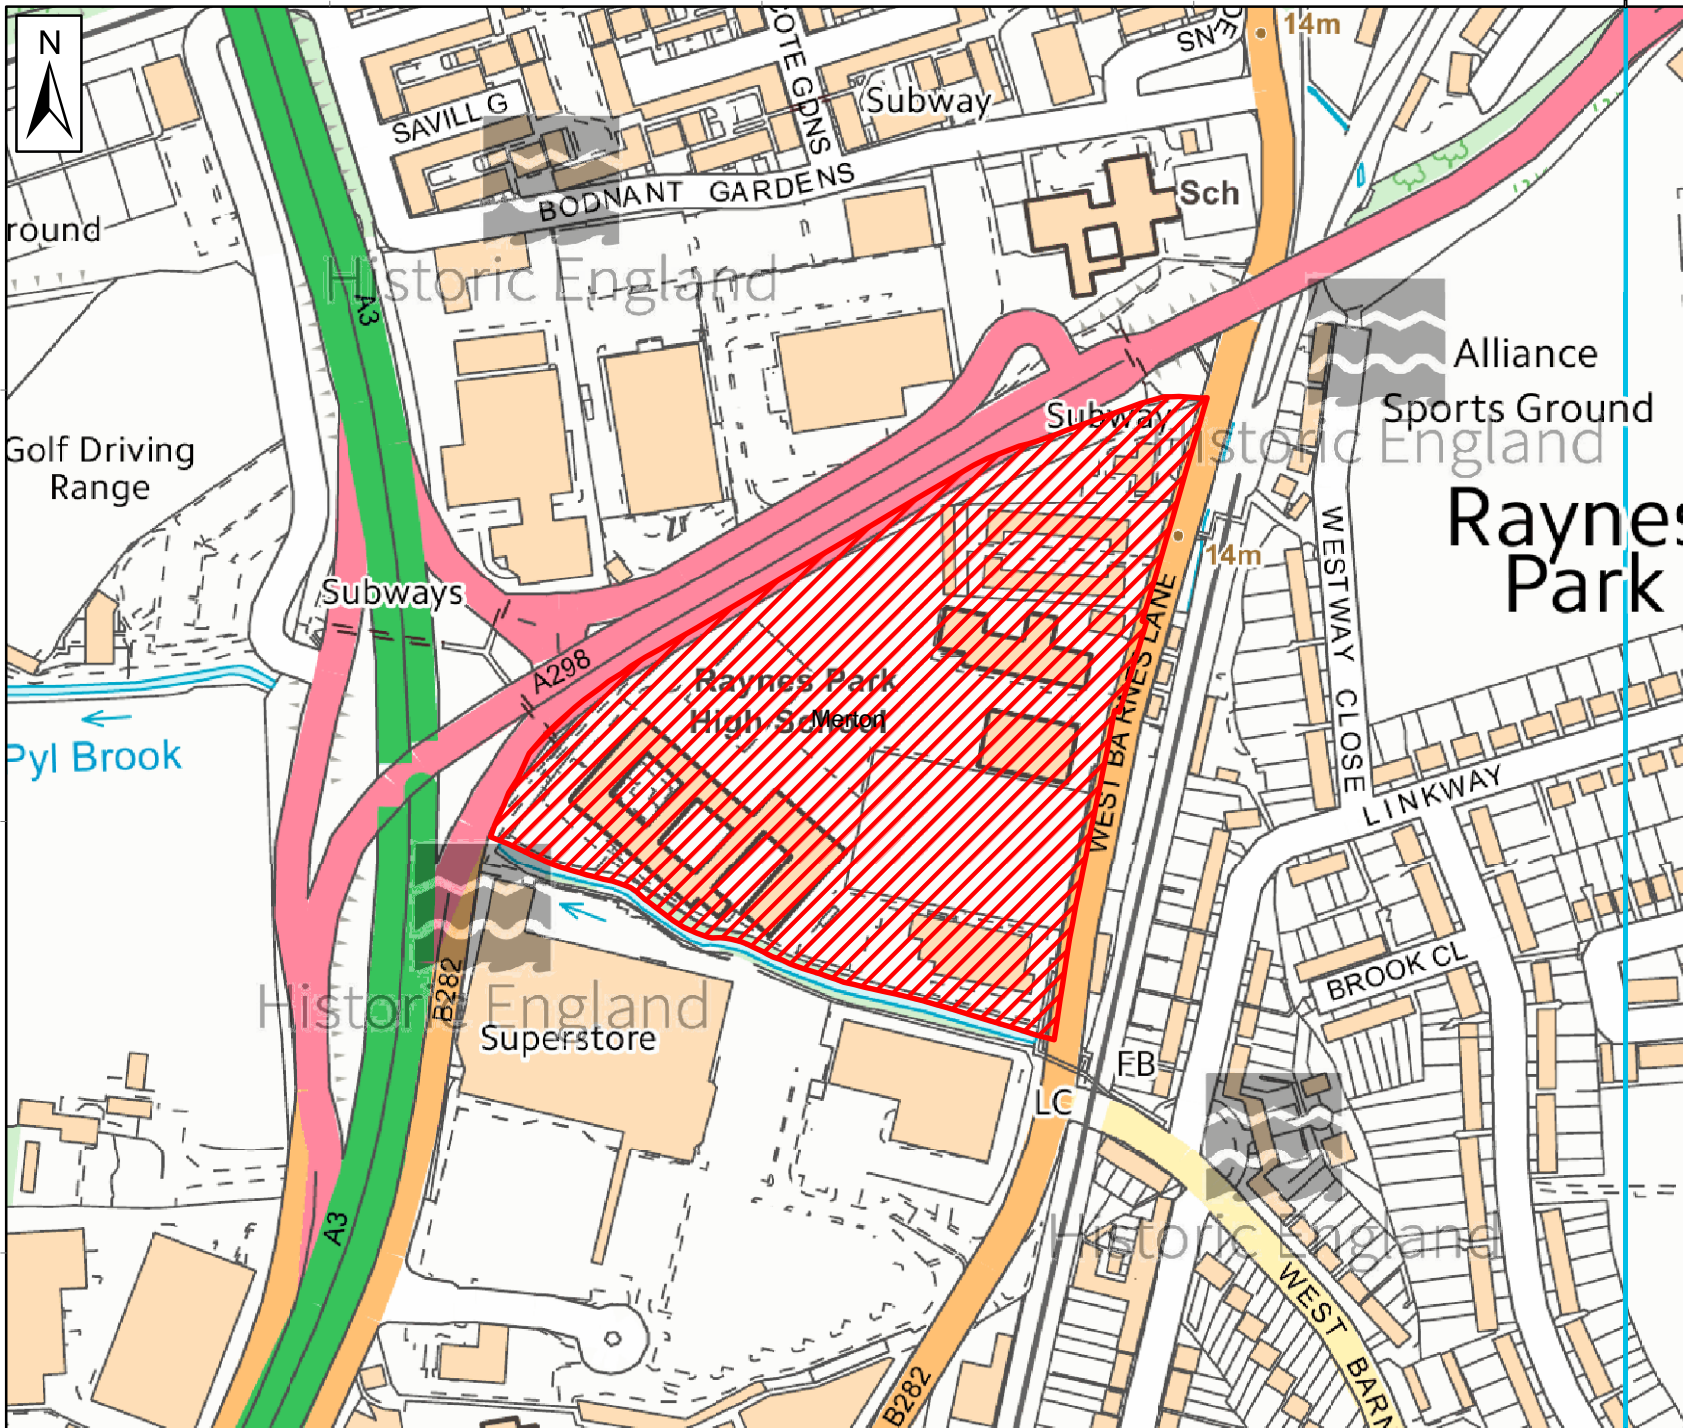 N
14m
SAVILL G
Subway
BODNANT GARDENS
Sch
round
Historic England
A3
Alliance
Sports Ground
Subway
Historic England
Golf Driving
Range
Raynes
Park
14m
WESTWAY CLOSE
Subways
WEST BARNES LANE
A298
Raynes Park
High School
Merton
Pyl Brook
LINKWAY
BROOK CL
B282
Historic England
Superstore
FB
LC
A3
Historic England
WEST BARN
B282